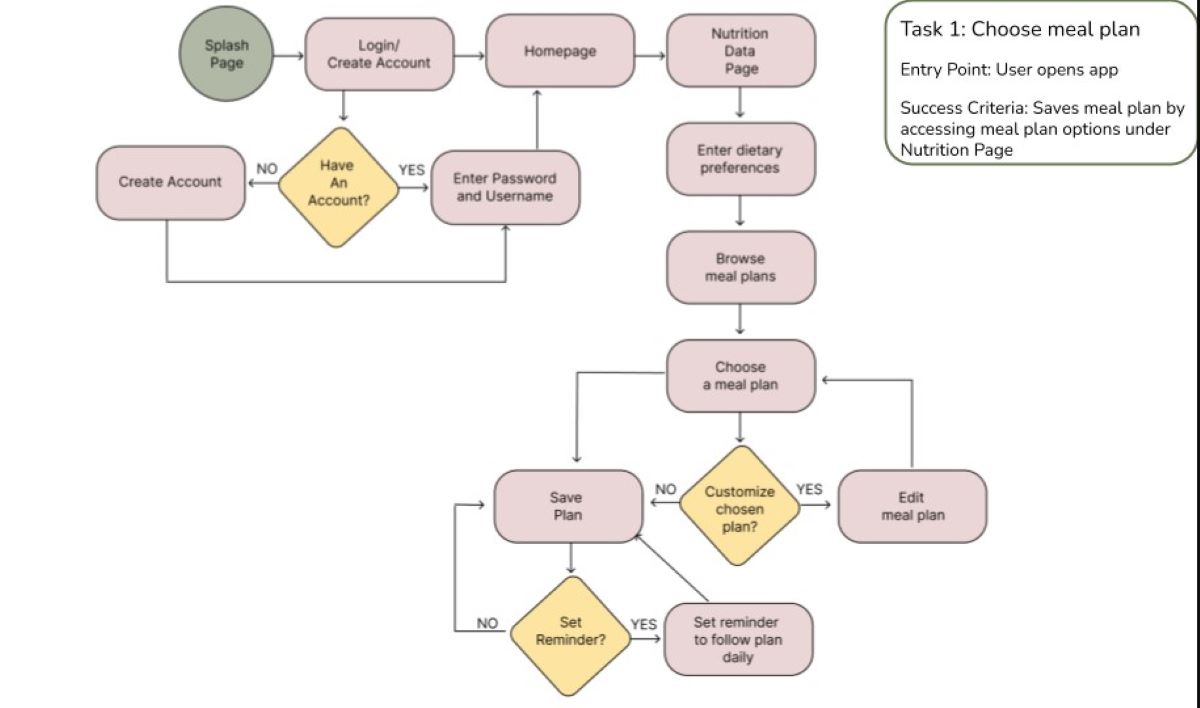 Splash
Page
Login/
Create Account
Homepage
Nutrition
Data
Page
Task 1: Choose meal plan
Entry Point: User opens app
Success Criteria: Saves meal plan by
accessing meal plan options under
Nutrition Page
Create Account
NO
Have
An
Account?
YES
Enter Password
and Username
Enter dietary
preferences
Browse
meal plans
Choose
a meal plan
Save
Plan
NO
Customize
chosen
plan?
YES
Edit
meal plan
NO
Set
Reminder?
YES
Set reminder
to follow plan
daily